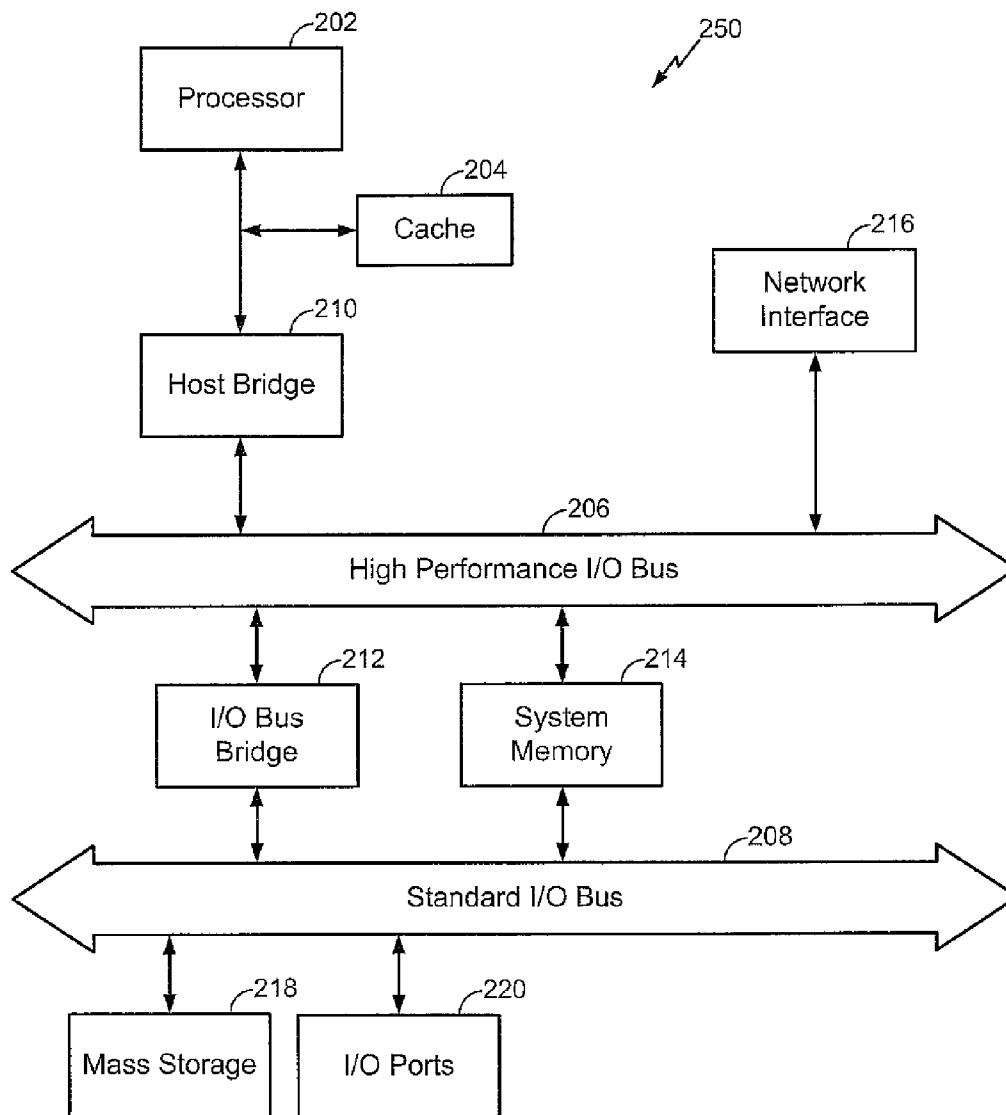 202
250
Processor
204
Cache
216
Network
Interface
210
Host Bridge
206
High Performance I/O Bus
212
214
I/O Bus
Bridge
System
Memory
208
Standard I/O Bus
218
220
Mass Storage
I/O Ports